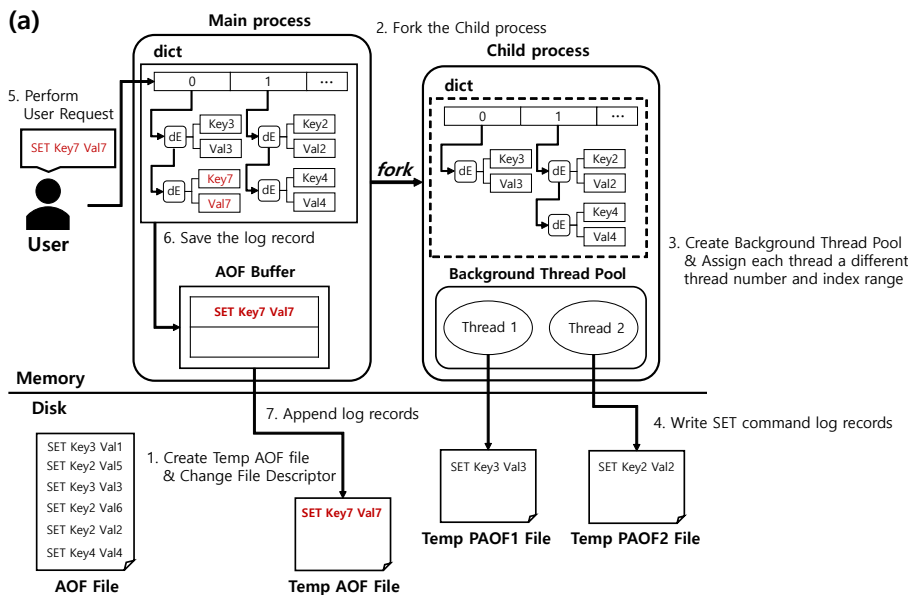 (a)
Main process
2. Fork the Child process
Child process
dict
0 1 ...
5. Perform
User Request
SET Key7 Val7
User
dE Key3
Val3
dE Key2
Val2
dE Key7
Val7
dE Key4
Val4
fork
dict
0 1 ...
dE Key3
Val3
dE Key2
Val2
dE Key4
Val4
6. Save the log record
AOF Buffer
SET Key7 Val7
3. Create Background Thread Pool
& Assign each thread a different
thread number and index range
Background Thread Pool
Thread 1
Thread 2
Memory
Disk
7. Append log records
4. Write SET command log records
1. Create Temp AOF file
& Change File Descriptor
SET Key3 Val1
SET Key2 Val5
SET Key3 Val3
SET Key2 Val6
SET Key2 Val2
SET Key4 Val4
AOF File
SET Key7 Val7
Temp AOF File
SET Key3 Val3
Temp PAOF1 File
SET Key2 Val2
Temp PAOF2 File